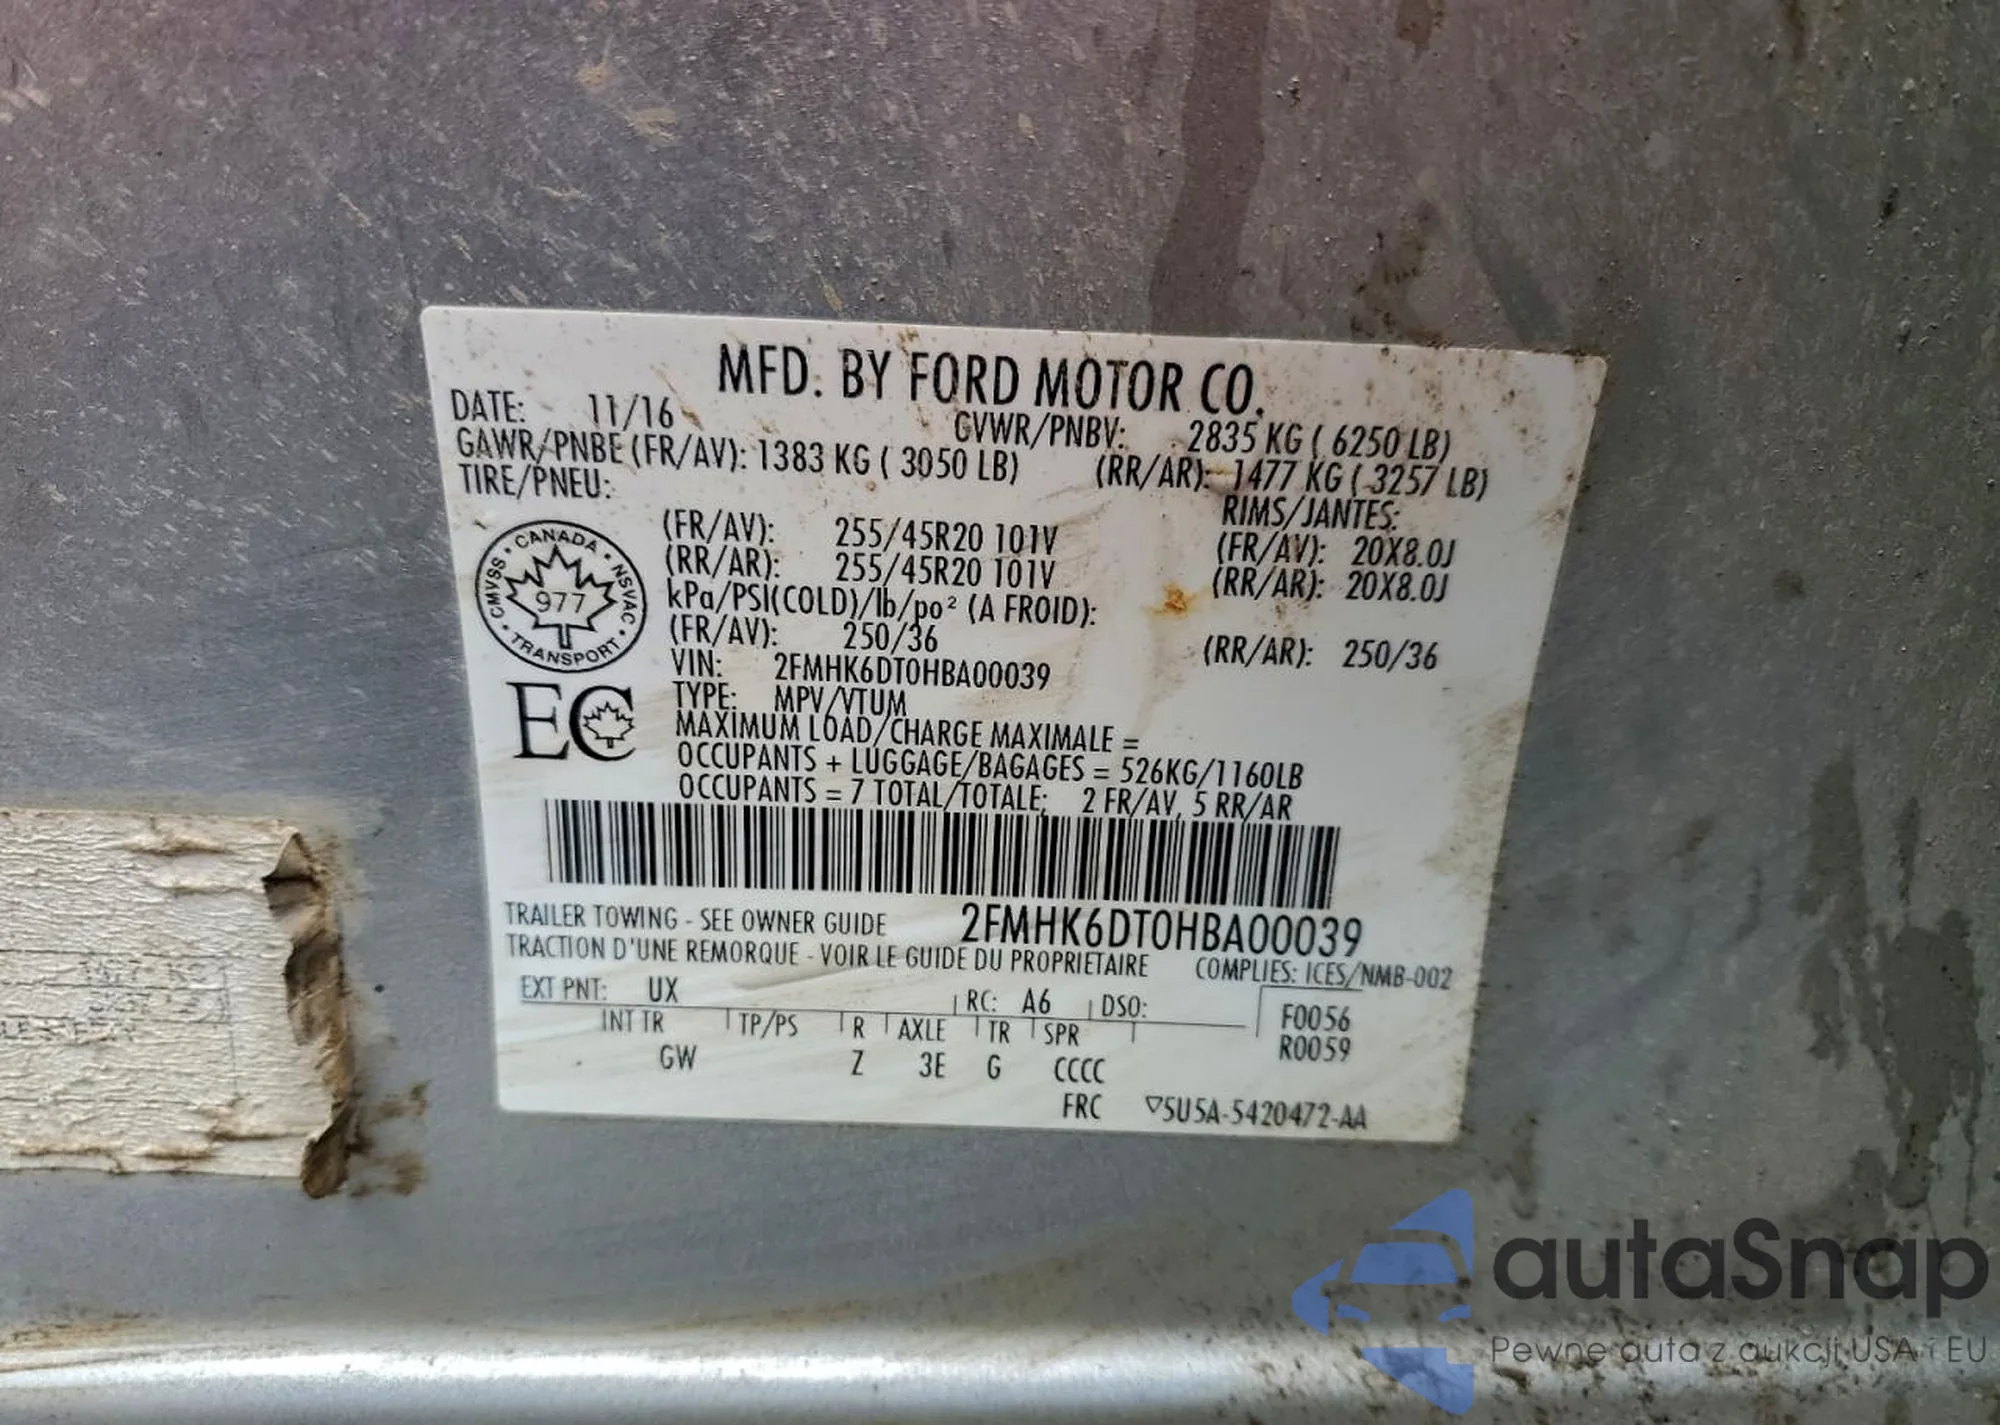 MFD. BY FORD MOTOR CO.
DATE: 11/16 GVWR/PNBV: 2835 KG ( 6250 LB)
GAWR/PNBE (FR/AV): 1383 KG ( 3050 LB) (RR/AR): 1477 KG ( 3257 LB)
TIRE/PNEU: RIMS/JANTES:
(FR/AV): 255/45R20 101V (FR/AV): 20X8.0J
(RR/AR): 255/45R20 101V (RR/AR): 20X8.0J
kPa/PSI(COLD)/lb/po² (A FROID):
(FR/AV): 250/36 (RR/AR): 250/36
CANADA · NSVAC · TRANSPORT · CMVSS ·
977
EC
VIN: 2FMHK6DT0HBA00039
TYPE: MPV/VTUM
MAXIMUM LOAD/CHARGE MAXIMALE =
OCCUPANTS + LUGGAGE/BAGAGES = 526KG/1160LB
OCCUPANTS = 7 TOTAL/TOTALE; 2 FR/AV, 5 RR/AR
TRAILER TOWING - SEE OWNER GUIDE 2FMHK6DT0HBA00039
TRACTION D'UNE REMORQUE - VOIR LE GUIDE DU PROPRIETAIRE COMPLIES: ICES/NMB-002
EXT PNT: UX RC: A6 DSO: F0056
INT TR TP/PS R AXLE TR SPR R0059
GW Z 3E G CCCC
FRC ▽5U5A-5420472-AA
autaSnap
Pewne auta z aukcji USA i EU